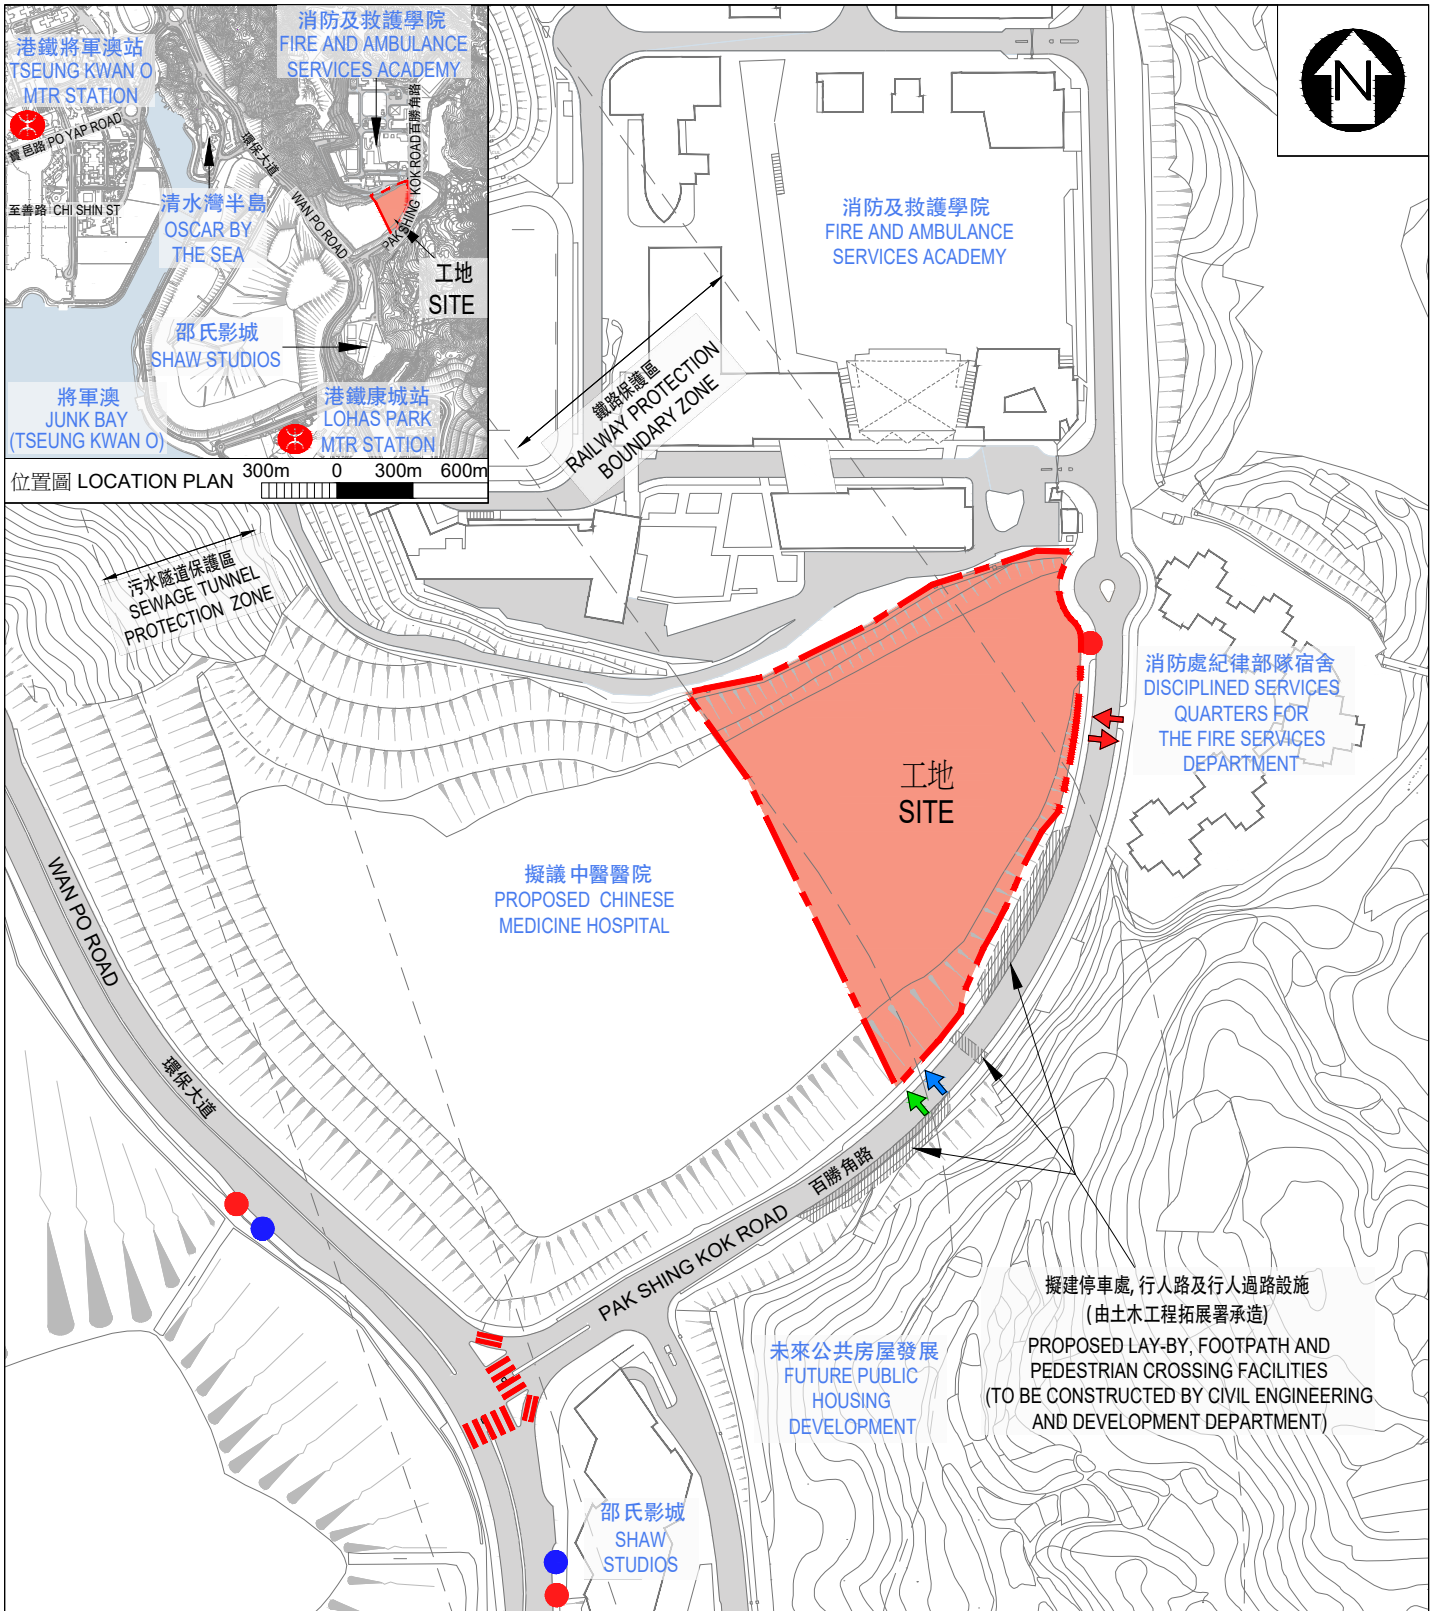 港鐵將軍澳站
TSEUNG KWAN O
MTR STATION
寶邑路 PO YAP ROAD
至善路 CHI SHIN ST
消防及救護學院
FIRE AND AMBULANCE
SERVICES ACADEMY
環保大道
WAN PO ROAD
PAK SHING KOK ROAD 百勝角路
清水灣半島
OSCAR BY
THE SEA
工地
SITE
邵氏影城
SHAW STUDIOS
將軍澳
JUNK BAY
(TSEUNG KWAN O)
港鐵康城站
LOHAS PARK
MTR STATION
位置圖 LOCATION PLAN
300m 0 300m 600m
N
消防及救護學院
FIRE AND AMBULANCE
SERVICES ACADEMY
鐵路保護區
RAILWAY PROTECTION
BOUNDARY ZONE
污水隧道保護區
SEWAGE TUNNEL
PROTECTION ZONE
消防處紀律部隊宿舍
DISCIPLINED SERVICES
QUARTERS FOR
THE FIRE SERVICES
DEPARTMENT
工地
SITE
擬議中醫醫院
PROPOSED CHINESE
MEDICINE HOSPITAL
WAN PO ROAD
環保大道
PAK SHING KOK ROAD
百勝角路
擬建停車處, 行人路及行人過路設施
(由土木工程拓展署承造)
PROPOSED LAY-BY, FOOTPATH AND
PEDESTRIAN CROSSING FACILITIES
(TO BE CONSTRUCTED BY CIVIL ENGINEERING
AND DEVELOPMENT DEPARTMENT)
未來公共房屋發展
FUTURE PUBLIC
HOUSING
DEVELOPMENT
邵氏影城
SHAW
STUDIOS